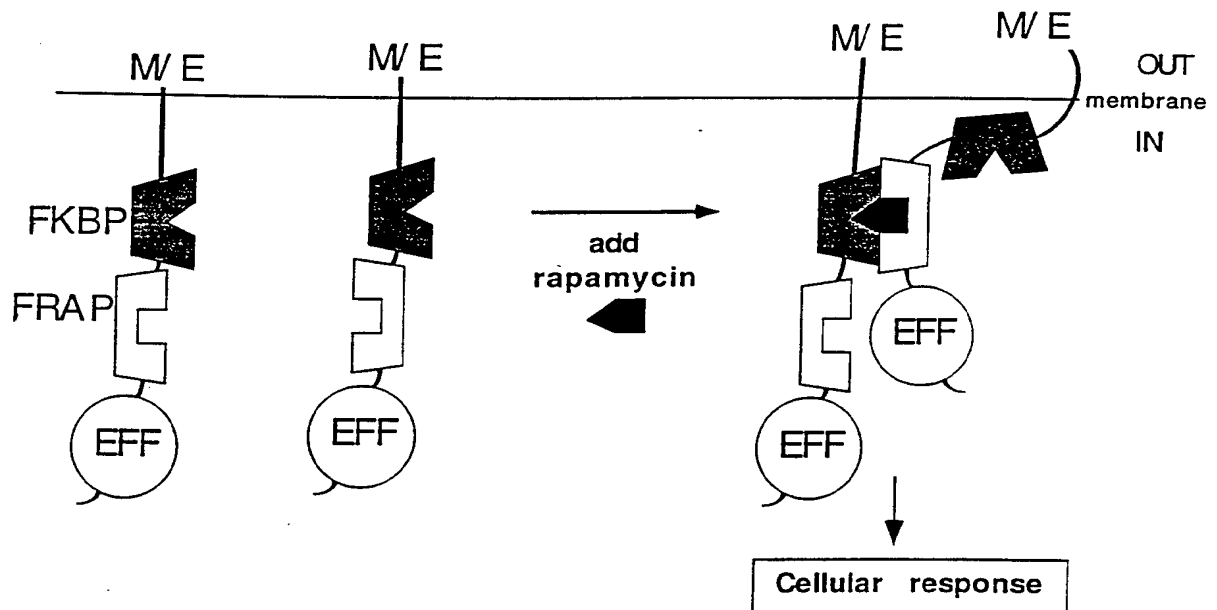 M/ E
M/ E
M/ E
M/ E
OUT
membrane
IN
FKBP
FRAP
EFF
EFF
add
rapamycin
EFF
EFF
Cellular response